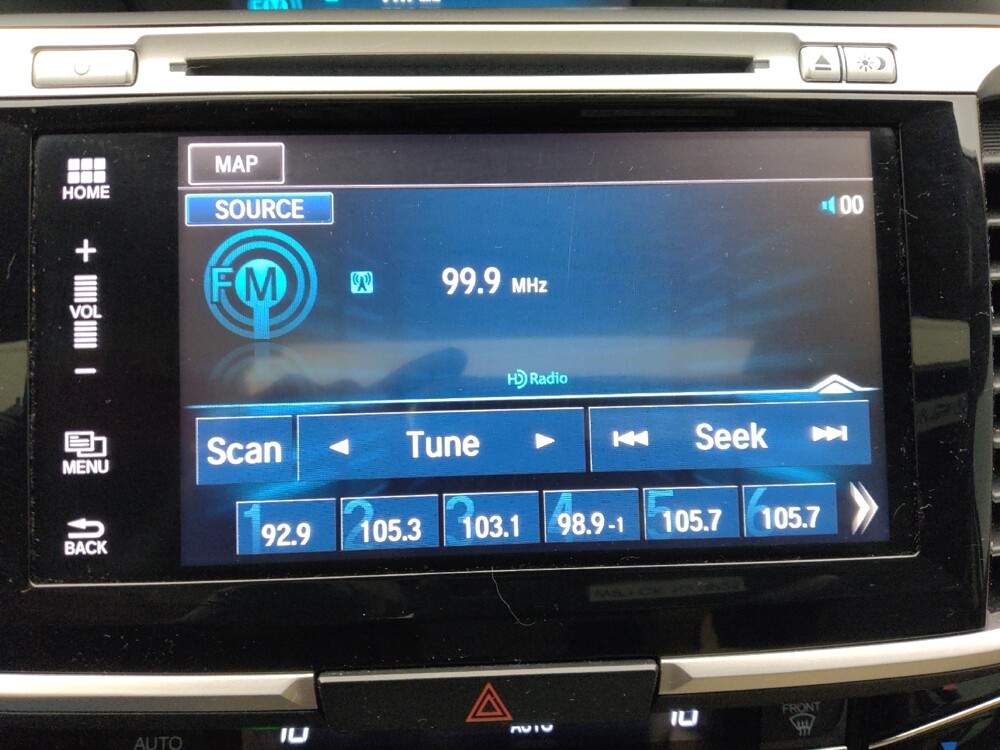 MAP
HOME
SOURCE
00
+
VOL
-
FM
99.9 MHz
HD Radio
Scan Tune Seek
MENU
1 92.9 2 105.3 3 103.1 4 98.9-1 5 105.7 6 105.7
BACK
AUTO
AUTO
FRONT